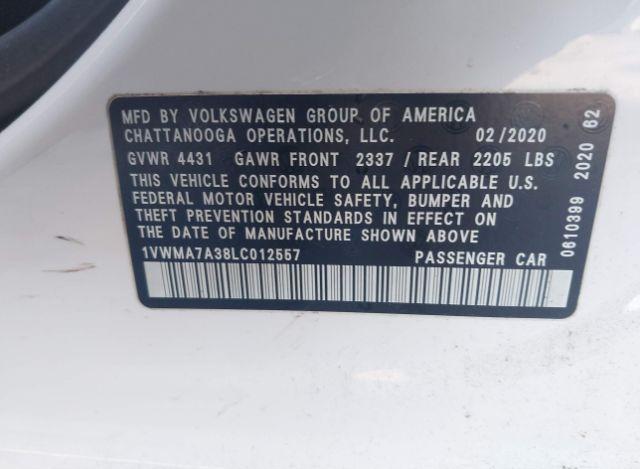 MFD BY VOLKSWAGEN GROUP OF AMERICA
CHATTANOOGA OPERATIONS, LLC. 02/2020
GVWR 4431 GAWR FRONT 2337 / REAR 2205 LBS
THIS VEHICLE CONFORMS TO ALL APPLICABLE U.S.
FEDERAL MOTOR VEHICLE SAFETY, BUMPER AND
THEFT PREVENTION STANDARDS IN EFFECT ON
THE DATE OF MANUFACTURE SHOWN ABOVE
1VWMA7A38LC012557 PASSENGER CAR
0610399 2020 62